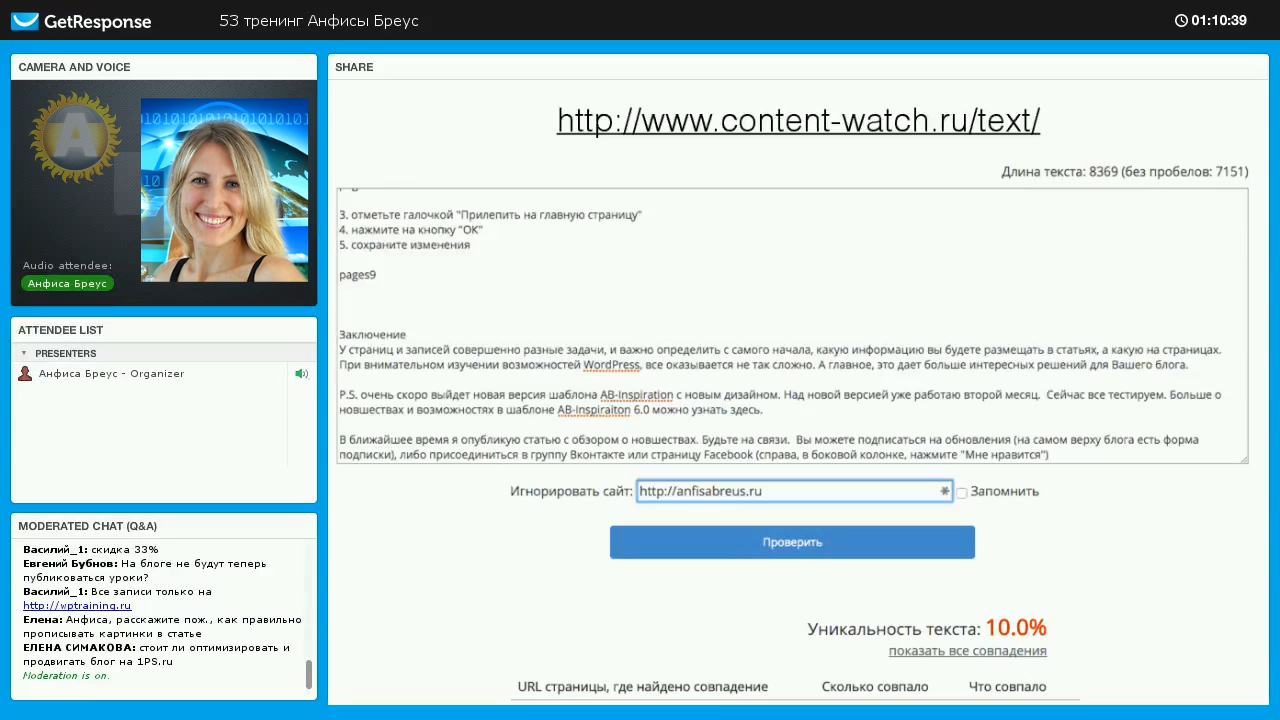 GetResponse
53 тренинг Анфисы Бреус
01:10:39
CAMERA AND VOICE
A
Audio attendee:
Анфиса Бреус
ATTENDEE LIST
PRESENTERS
Анфиса Бреус - Organizer
MODERATED CHAT (Q&A)
Василий_1: скидка 33%
Евгений Бубнов: На блоге не будут теперь
публиковаться уроки?
Василий_1: Все записи только на
http://wptraining.ru
Елена: Анфиса, расскажите пож., как правильно
прописывать картинки в статье
ЕЛЕНА СИМАКОВА: стоит ли оптимизировать и
продвигать блог на 1PS.ru
Moderation is on.
SHARE
http://www.content-watch.ru/text/
Длина текста: 8369 (без пробелов: 7151)
3. отметьте галочкой "Прилепить на главную страницу"
4. нажмите на кнопку "ОК"
5. сохраните изменения
pages9
Заключение
У страниц и записей совершенно разные задачи, и важно определить с самого начала, какую информацию вы будете размещать в статьях, а какую на страницах.
При внимательном изучении возможностей WordPress, все оказывается не так сложно. А главное, это дает больше интересных решений для Вашего блога.
P.S. очень скоро выйдет новая версия шаблона AB-Inspiration с новым дизайном. Над новой версией уже работаю второй месяц. Сейчас все тестируем. Больше о
новшествах и возможностях в шаблоне AB-Inspiraiton 6.0 можно узнать здесь.
В ближайшее время я опубликую статью с обзором о новшествах. Будьте на связи. Вы можете подписаться на обновления (на самом верху блога есть форма
подписки), либо присоединиться в группу Вконтакте или страницу Facebook (справа, в боковой колонке, нажмите "Мне нравится")
Игнорировать сайт: http://anfisabreus.ru Запомнить
Проверить
Уникальность текста: 10.0%
показать все совпадения
URL страницы, где найдено совпадение Сколько совпало Что совпало